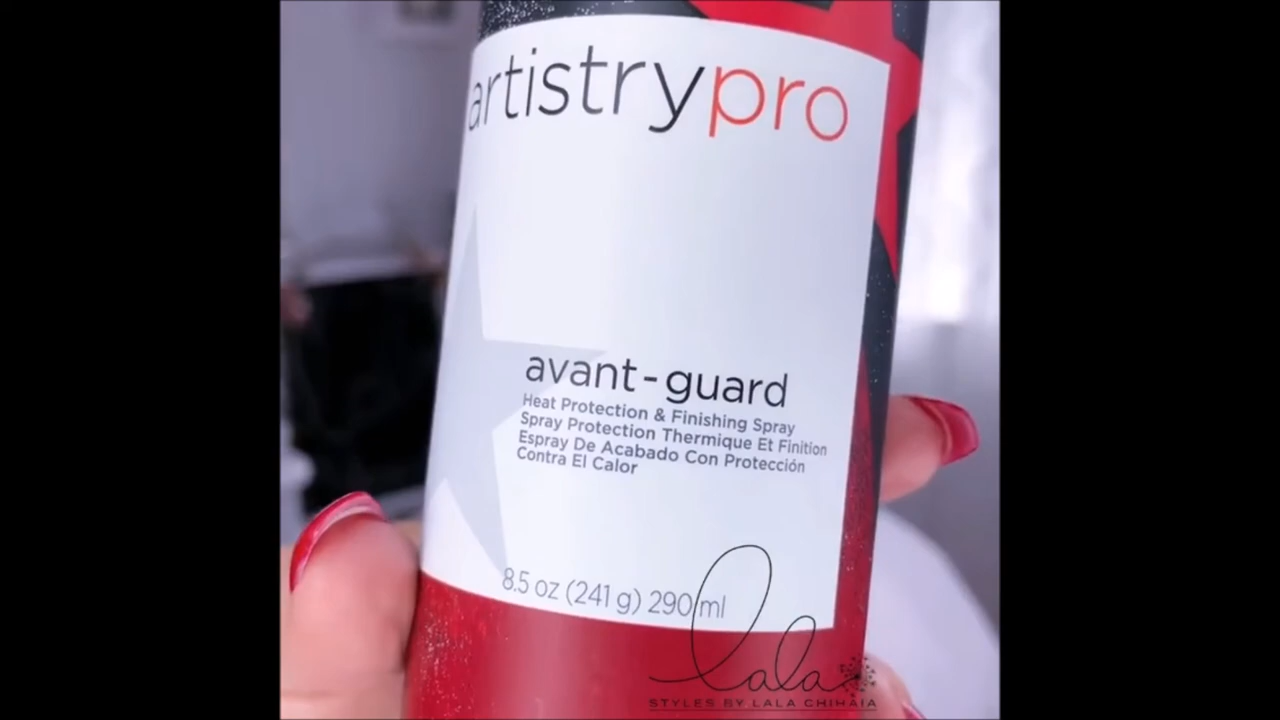 artistrypro
avant-guard
Heat Protection & Finishing Spray
Spray Protection Thermique Et Finition
Espray De Acabado Con Protección
Contra El Calor
8.5 oz (241 g) 290 ml
lala
STYLES BY LALA CHIHAIA